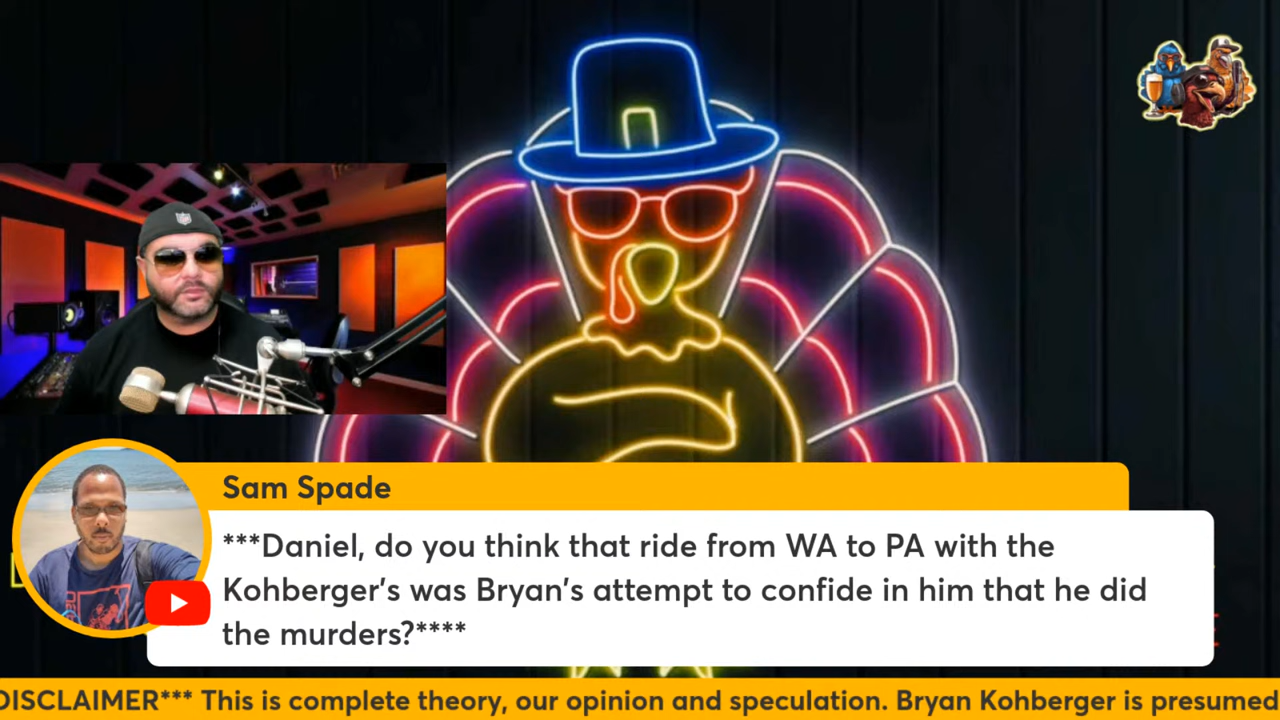 Sam Spade
***Daniel, do you think that ride from WA to PA with the
Kohberger's was Bryan's attempt to confide in him that he did
the murders?****
DISCLAIMER*** This is complete theory, our opinion and speculation. Bryan Kohberger is presumed